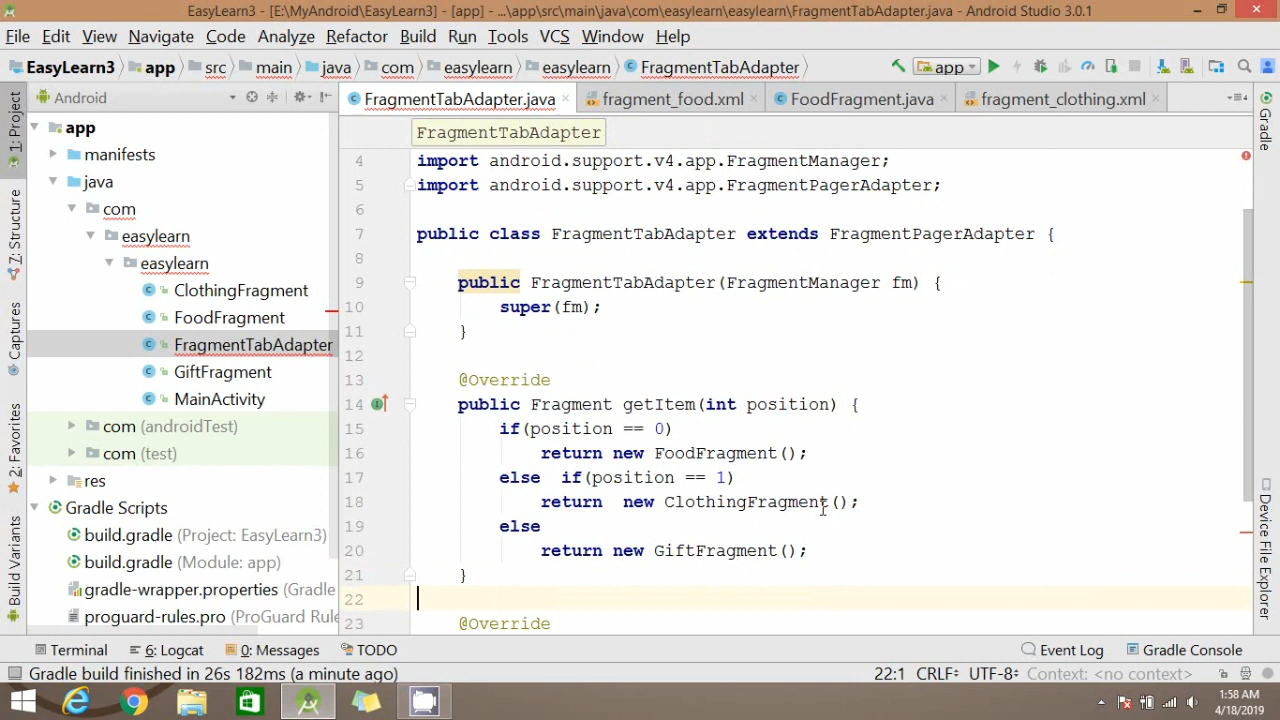 EasyLearn3 - [E:\MyAndroid\EasyLearn3] - [app] - ...\app\src\main\java\com\easylearn\easylearn\FragmentTabAdapter.java - Android Studio 3.0.1
File Edit View Navigate Code Analyze Refactor Build Run Tools VCS Window Help
EasyLearn3 app src main java com easylearn easylearn FragmentTabAdapter app
Android FragmentTabAdapter.java fragment_food.xml FoodFragment.java fragment_clothing.xml
FragmentTabAdapter
1: Project
Z: Structure
Captures
2: Favorites
Build Variants
app
manifests
java
com
easylearn
easylearn
ClothingFragment
FoodFragment
FragmentTabAdapter
GiftFragment
MainActivity
com (androidTest)
com (test)
res
Gradle Scripts
build.gradle (Project: EasyLearn3)
build.gradle (Module: app)
gradle-wrapper.properties (Gradle
proguard-rules.pro (ProGuard Rule
4 import android.support.v4.app.FragmentManager;
5 import android.support.v4.app.FragmentPagerAdapter;
6
7 public class FragmentTabAdapter extends FragmentPagerAdapter {
8
9 public FragmentTabAdapter(FragmentManager fm) {
10 super(fm);
11 }
12
13 @Override
14 public Fragment getItem(int position) {
15 if(position == 0)
16 return new FoodFragment();
17 else if(position == 1)
18 return new ClothingFragment();
19 else
20 return new GiftFragment();
21 }
22
23 @Override
Gradle
Device File Explorer
Terminal 6: Logcat 0: Messages TODO Event Log Gradle Console
Gradle build finished in 26s 182ms (a minute ago) 22:1 CRLF UTF-8 Context: <no context>
1:58 AM
4/18/2019